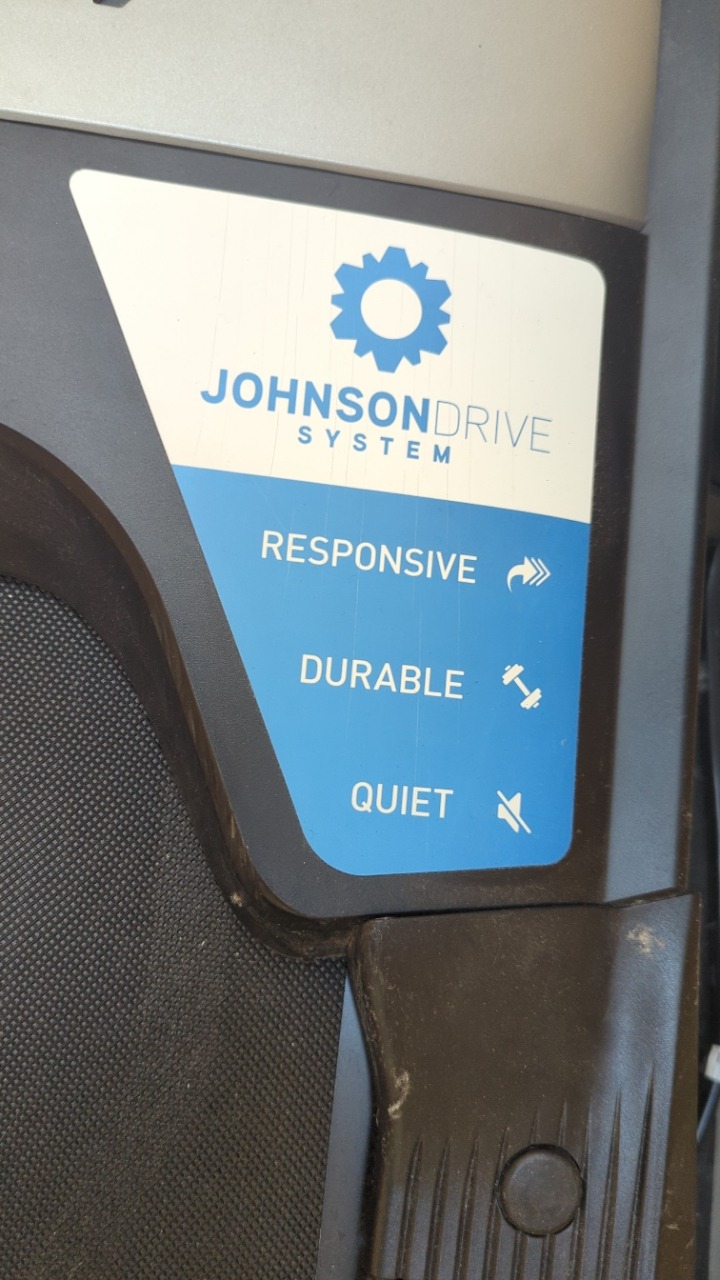 JOHNSONDRIVE
SYSTEM
RESPONSIVE
DURABLE
QUIET